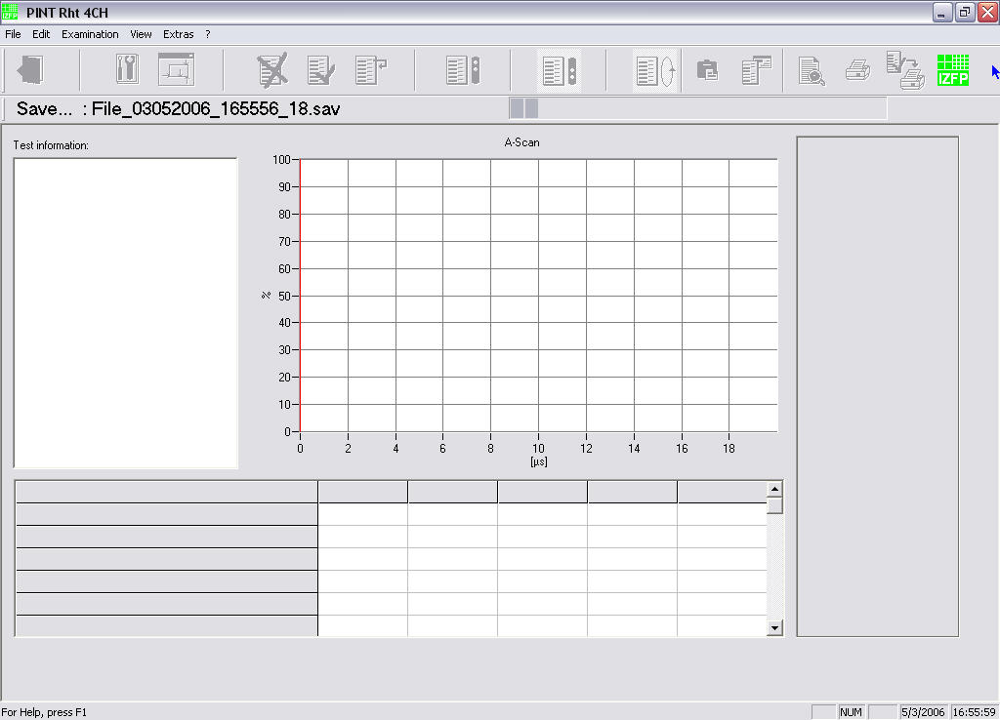 PINT Rht 4CH
File Edit Examination View Extras ?
IZFP
Save... : File_03052006_165556_18.sav
Test information:
A-Scan
100
90
80
70
60
%
50
40
30
20
10
0
0 2 4 6 8 10 12 14 16 18
[µs]
For Help, press F1
NUM
5/3/2006
16:55:59